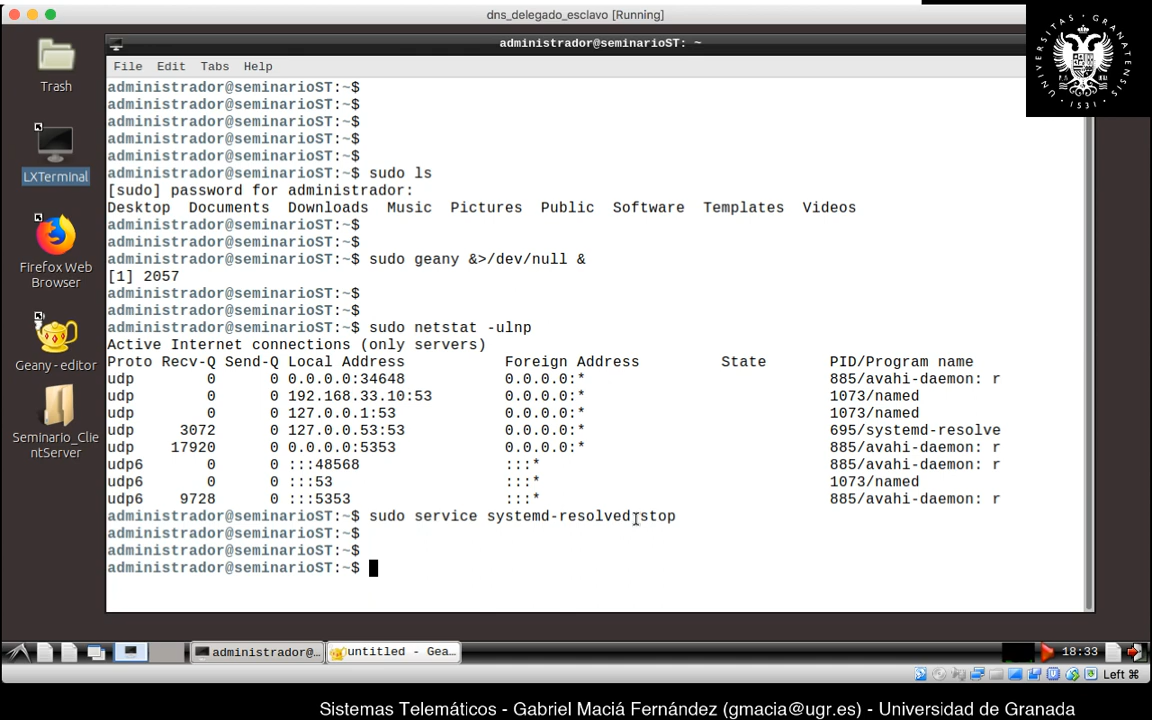 dns_delegado_esclavo [Running]
administrador@seminarioST: ~
File Edit Tabs Help
administrador@seminarioST:~$
administrador@seminarioST:~$
administrador@seminarioST:~$
administrador@seminarioST:~$
administrador@seminarioST:~$
administrador@seminarioST:~$ sudo ls
[sudo] password for administrador:
Desktop Documents Downloads Music Pictures Public Software Templates Videos
administrador@seminarioST:~$
administrador@seminarioST:~$
administrador@seminarioST:~$ sudo geany &>/dev/null &
[1] 2057
administrador@seminarioST:~$
administrador@seminarioST:~$
administrador@seminarioST:~$ sudo netstat -ulnp
Active Internet connections (only servers)
Proto Recv-Q Send-Q Local Address Foreign Address State PID/Program name
udp 0 0 0.0.0.0:34648 0.0.0.0:* 885/avahi-daemon: r
udp 0 0 192.168.33.10:53 0.0.0.0:* 1073/named
udp 0 0 127.0.0.1:53 0.0.0.0:* 1073/named
udp 3072 0 127.0.0.53:53 0.0.0.0:* 695/systemd-resolve
udp 17920 0 0.0.0.0:5353 0.0.0.0:* 885/avahi-daemon: r
udp6 0 0 :::48568 :::* 885/avahi-daemon: r
udp6 0 0 :::53 :::* 1073/named
udp6 9728 0 :::5353 :::* 885/avahi-daemon: r
administrador@seminarioST:~$ sudo service systemd-resolved stop
administrador@seminarioST:~$
administrador@seminarioST:~$
administrador@seminarioST:~$
Trash
LXTerminal
Firefox Web
Browser
Geany - editor
Seminario_Clie
ntServer
UNIVERSITAS · GRANATENSIS
· 1531 ·
administrador@...
*untitled - Gea...
18:33
Left ⌘
Sistemas Telemáticos - Gabriel Maciá Fernández (gmacia@ugr.es) - Universidad de Granada